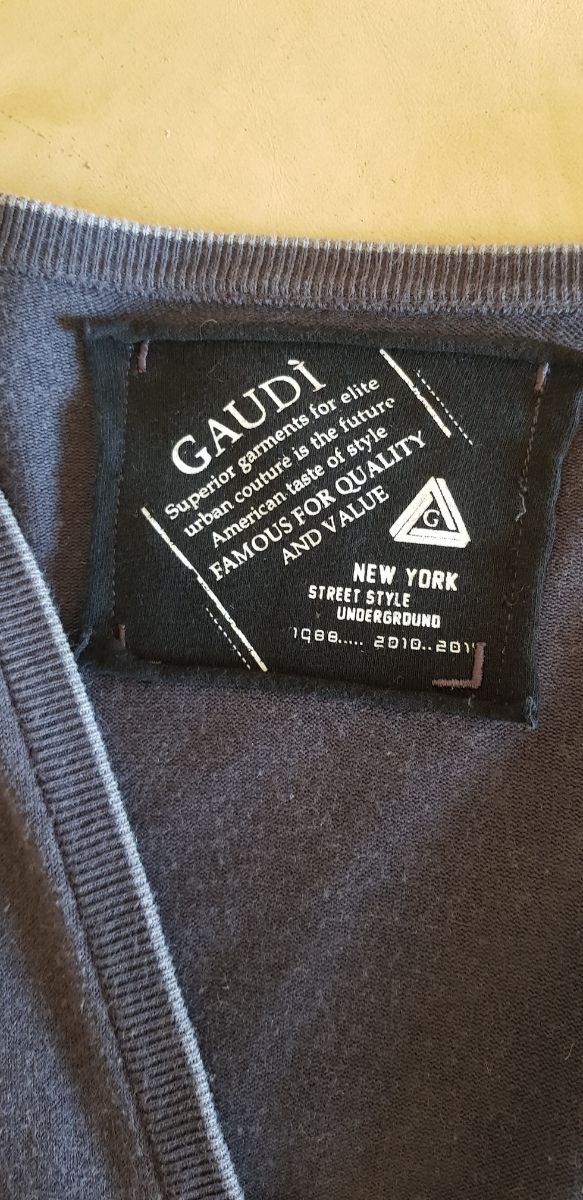 GAUDÌ
Superior garments for elite
urban couture is the future
American taste of style
FAMOUS FOR QUALITY
AND VALUE
G
NEW YORK
STREET STYLE
UNDERGROUND
1988..... 2010..